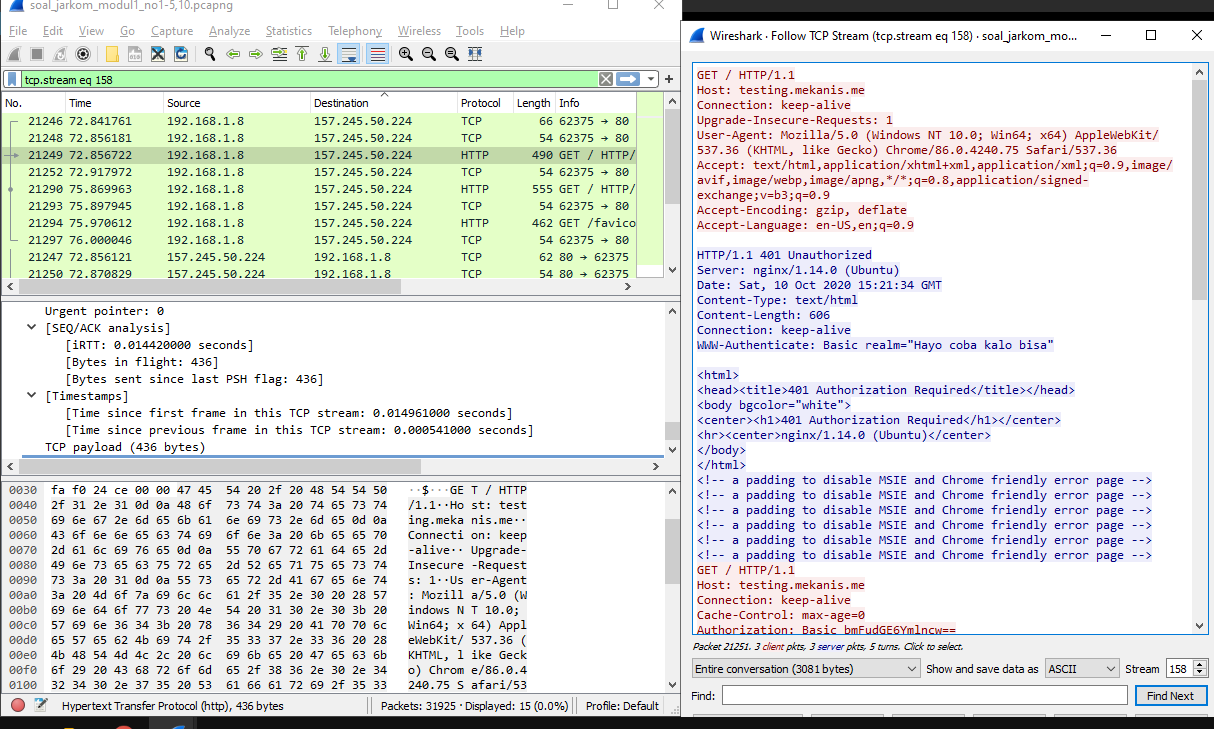 soal_jarkom_modul1_no1-5,10.pcapng
File Edit View Go Capture Analyze Statistics Telephony Wireless Tools Help
tcp.stream eq 158
No. Time Source Destination Protocol Length Info
21246 72.841761 192.168.1.8 157.245.50.224 TCP 66 62375 → 80
21248 72.856181 192.168.1.8 157.245.50.224 TCP 54 62375 → 80
21249 72.856722 192.168.1.8 157.245.50.224 HTTP 490 GET / HTTP/
21252 72.917972 192.168.1.8 157.245.50.224 TCP 54 62375 → 80
21290 75.869963 192.168.1.8 157.245.50.224 HTTP 555 GET / HTTP/
21293 75.897945 192.168.1.8 157.245.50.224 TCP 54 62375 → 80
21294 75.970612 192.168.1.8 157.245.50.224 HTTP 462 GET /favico
21297 76.000046 192.168.1.8 157.245.50.224 TCP 54 62375 → 80
21247 72.856121 157.245.50.224 192.168.1.8 TCP 62 80 → 62375
21250 72.870829 157.245.50.224 192.168.1.8 TCP 54 80 → 62375
Urgent pointer: 0
[SEQ/ACK analysis]
[iRTT: 0.014420000 seconds]
[Bytes in flight: 436]
[Bytes sent since last PSH flag: 436]
[Timestamps]
[Time since first frame in this TCP stream: 0.014961000 seconds]
[Time since previous frame in this TCP stream: 0.000541000 seconds]
TCP payload (436 bytes)
0030 fa f0 24 ce 00 00 47 45 54 20 2f 20 48 54 54 50 ··$···GE T / HTTP
0040 2f 31 2e 31 0d 0a 48 6f 73 74 3a 20 74 65 73 74 /1.1··Ho st: test
0050 69 6e 67 2e 6d 65 6b 61 6e 69 73 2e 6d 65 0d 0a ing.meka nis.me··
0060 43 6f 6e 6e 65 63 74 69 6f 6e 3a 20 6b 65 65 70 Connecti on: keep
0070 2d 61 6c 69 76 65 0d 0a 55 70 67 72 61 64 65 2d -alive·· Upgrade-
0080 49 6e 73 65 63 75 72 65 2d 52 65 71 75 65 73 74 Insecure -Request
0090 73 3a 20 31 0d 0a 55 73 65 72 2d 41 67 65 6e 74 s: 1··Us er-Agent
00a0 3a 20 4d 6f 7a 69 6c 6c 61 2f 35 2e 30 20 28 57 : Mozill a/5.0 (W
00b0 69 6e 64 6f 77 73 20 4e 54 20 31 30 2e 30 3b 20 indows N T 10.0;
00c0 57 69 6e 36 34 3b 20 78 36 34 29 20 41 70 70 6c Win64; x 64) Appl
00d0 65 57 65 62 4b 69 74 2f 35 33 37 2e 33 36 20 28 eWebKit/ 537.36 (
00e0 4b 48 54 4d 4c 2c 20 6c 69 6b 65 20 47 65 63 6b KHTML, l ike Geck
00f0 6f 29 20 43 68 72 6f 6d 65 2f 38 36 2e 30 2e 34 o) Chrom e/86.0.4
0100 32 34 30 2e 37 35 20 53 61 66 61 72 69 2f 35 33 240.75 S afari/53
Hypertext Transfer Protocol (http), 436 bytes Packets: 31925 · Displayed: 15 (0.0%) Profile: Default
Wireshark · Follow TCP Stream (tcp.stream eq 158) · soal_jarkom_mo...
GET / HTTP/1.1
Host: testing.mekanis.me
Connection: keep-alive
Upgrade-Insecure-Requests: 1
User-Agent: Mozilla/5.0 (Windows NT 10.0; Win64; x64) AppleWebKit/
537.36 (KHTML, like Gecko) Chrome/86.0.4240.75 Safari/537.36
Accept: text/html,application/xhtml+xml,application/xml;q=0.9,image/
avif,image/webp,image/apng,*/*;q=0.8,application/signed-
exchange;v=b3;q=0.9
Accept-Encoding: gzip, deflate
Accept-Language: en-US,en;q=0.9
HTTP/1.1 401 Unauthorized
Server: nginx/1.14.0 (Ubuntu)
Date: Sat, 10 Oct 2020 15:21:34 GMT
Content-Type: text/html
Content-Length: 606
Connection: keep-alive
WWW-Authenticate: Basic realm="Hayo coba kalo bisa"
<html>
<head><title>401 Authorization Required</title></head>
<body bgcolor="white">
<center><h1>401 Authorization Required</h1></center>
<hr><center>nginx/1.14.0 (Ubuntu)</center>
</body>
</html>
<!-- a padding to disable MSIE and Chrome friendly error page -->
<!-- a padding to disable MSIE and Chrome friendly error page -->
<!-- a padding to disable MSIE and Chrome friendly error page -->
<!-- a padding to disable MSIE and Chrome friendly error page -->
<!-- a padding to disable MSIE and Chrome friendly error page -->
<!-- a padding to disable MSIE and Chrome friendly error page -->
GET / HTTP/1.1
Host: testing.mekanis.me
Connection: keep-alive
Cache-Control: max-age=0
Authorization: Basic bmFudGE6Ymlncw==
Packet 21251. 3 client pkts, 3 server pkts, 5 turns. Click to select.
Entire conversation (3081 bytes) Show and save data as ASCII Stream 158
Find: Find Next